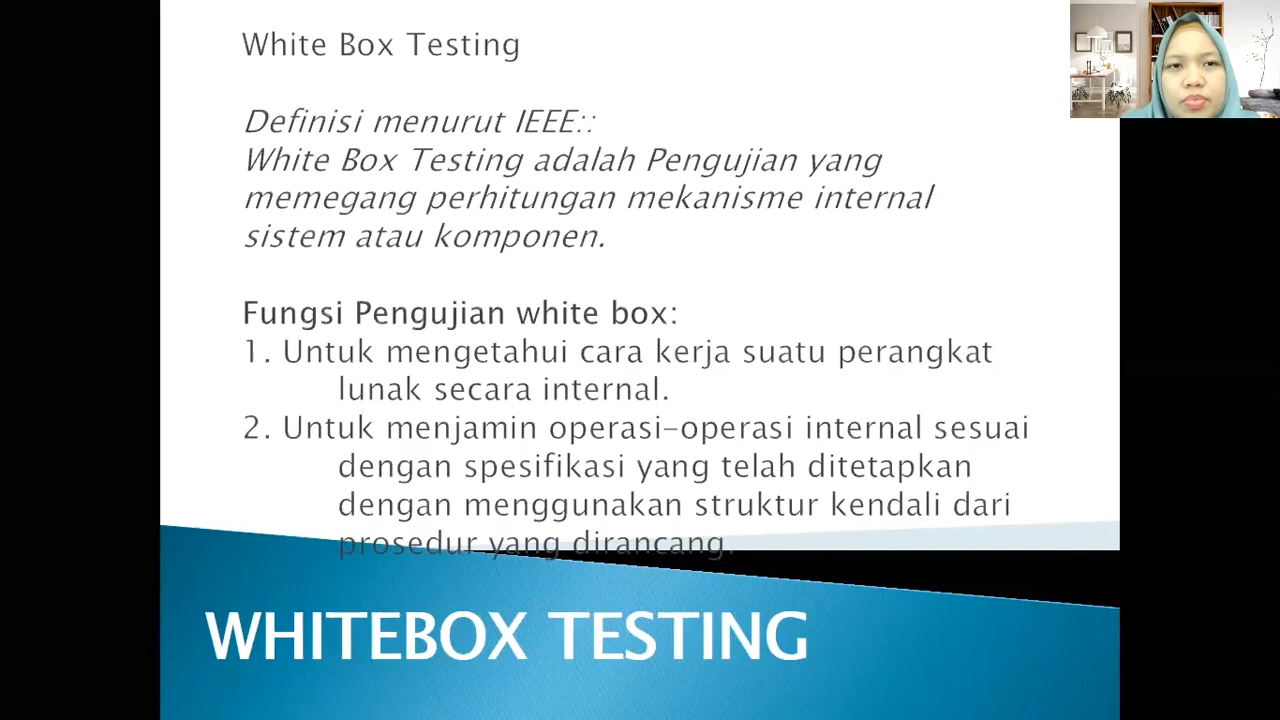 White Box Testing
Definisi menurut IEEE::
White Box Testing adalah Pengujian yang
memegang perhitungan mekanisme internal
sistem atau komponen.
Fungsi Pengujian white box:
1. Untuk mengetahui cara kerja suatu perangkat
lunak secara internal.
2. Untuk menjamin operasi-operasi internal sesuai
dengan spesifikasi yang telah ditetapkan
dengan menggunakan struktur kendali dari
prosedur yang dirancang.
WHITEBOX TESTING